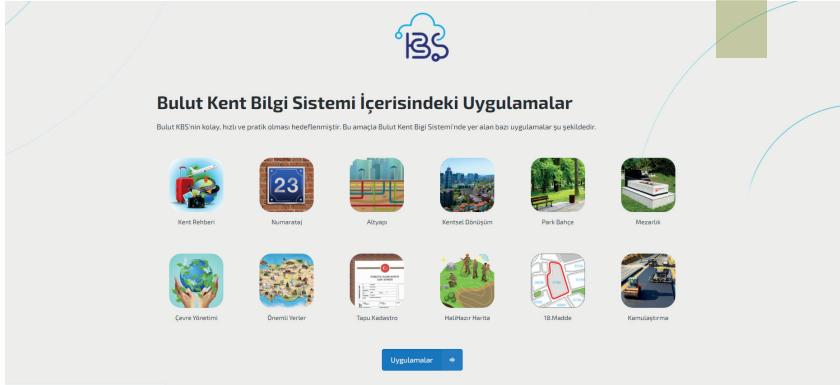 KBS
Bulut Kent Bilgi Sistemi İçerisindeki Uygulamalar
Bulut KBS'nin kolay, hızlı ve pratik olması hedeflenmiştir. Bu amaçla Bulut Kent Bigi Sistemi'nde yer alan bazı uygulamalar şu şekildedir.
23
Kent Rehberi Numarataj Altyapı Kentsel Dönüşüm Park Bahçe Mezarlık
Çevre Yönetimi Önemli Yerler Tapu Kadastro HaliHazır Harita 18.Madde Kamulaştırma
Uygulamalar